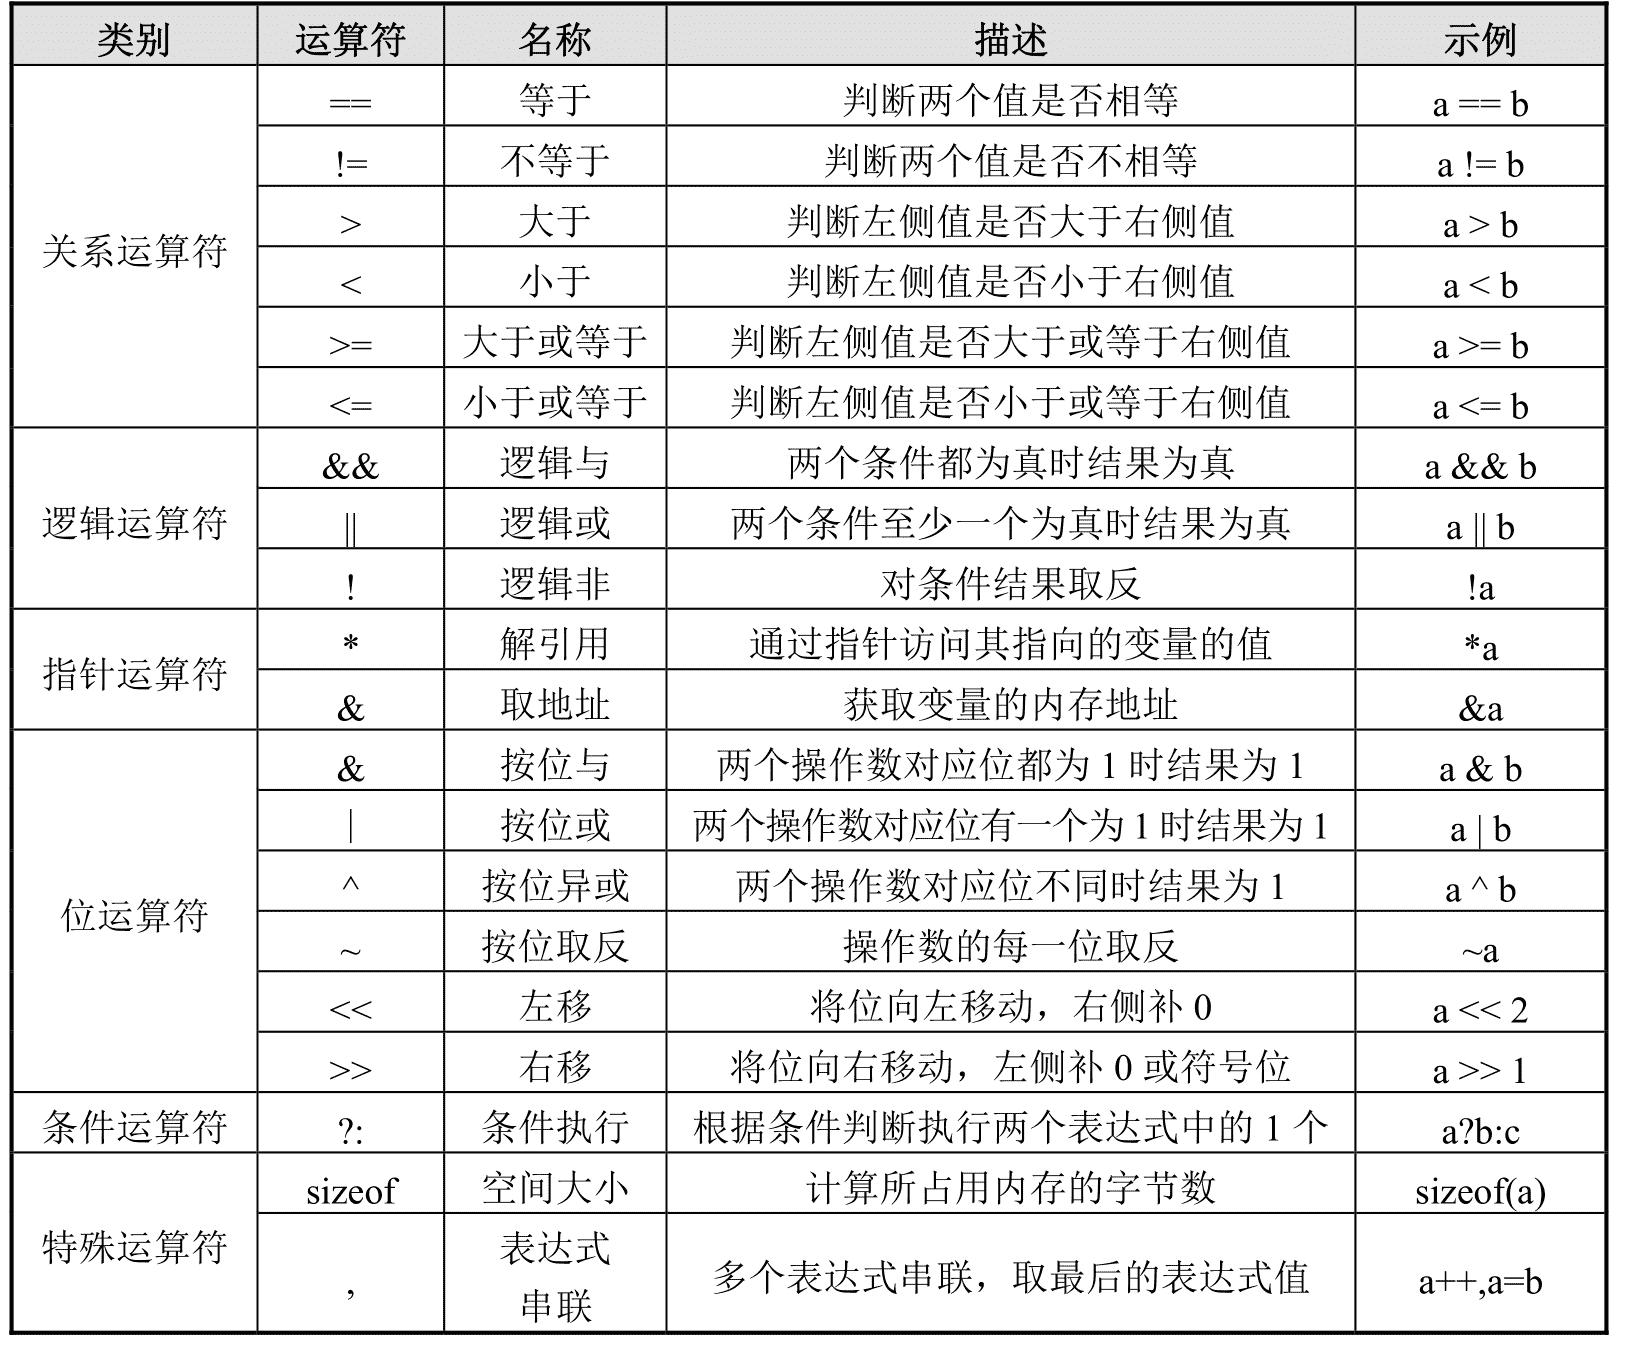 类别 运算符 名称 描述 示例
关系运算符
== 等于 判断两个值是否相等 a == b
!= 不等于 判断两个值是否不相等 a != b
> 大于 判断左侧值是否大于右侧值 a > b
< 小于 判断左侧值是否小于右侧值 a < b
>= 大于或等于 判断左侧值是否大于或等于右侧值 a >= b
<= 小于或等于 判断左侧值是否小于或等于右侧值 a <= b
逻辑运算符
&& 逻辑与 两个条件都为真时结果为真 a && b
|| 逻辑或 两个条件至少一个为真时结果为真 a || b
! 逻辑非 对条件结果取反 !a
指针运算符
* 解引用 通过指针访问其指向的变量的值 *a
& 取地址 获取变量的内存地址 &a
位运算符
& 按位与 两个操作数对应位都为 1 时结果为 1 a & b
| 按位或 两个操作数对应位有一个为 1 时结果为 1 a | b
^ 按位异或 两个操作数对应位不同时结果为 1 a ^ b
~ 按位取反 操作数的每一位取反 ~a
<< 左移 将位向左移动，右侧补 0 a << 2
>> 右移 将位向右移动，左侧补 0 或符号位 a >> 1
条件运算符 ?: 条件执行 根据条件判断执行两个表达式中的 1 个 a?b:c
特殊运算符
sizeof 空间大小 计算所占用内存的字节数 sizeof(a)
, 表达式
串联 多个表达式串联，取最后的表达式值 a++,a=b